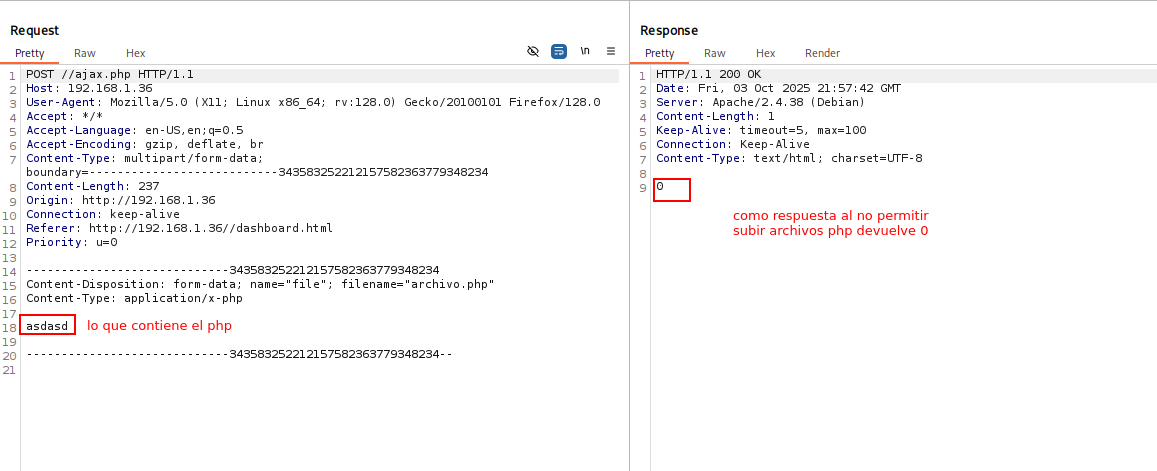 Request
Pretty Raw Hex
\n
1 POST //ajax.php HTTP/1.1
2 Host: 192.168.1.36
3 User-Agent: Mozilla/5.0 (X11; Linux x86_64; rv:128.0) Gecko/20100101 Firefox/128.0
4 Accept: */*
5 Accept-Language: en-US,en;q=0.5
6 Accept-Encoding: gzip, deflate, br
7 Content-Type: multipart/form-data;
boundary=---------------------------343583252212157582363779348234
8 Content-Length: 237
9 Origin: http://192.168.1.36
10 Connection: keep-alive
11 Referer: http://192.168.1.36//dashboard.html
12 Priority: u=0
13
14 -----------------------------343583252212157582363779348234
15 Content-Disposition: form-data; name="file"; filename="archivo.php"
16 Content-Type: application/x-php
17
18 asdasd lo que contiene el php
19
20 -----------------------------343583252212157582363779348234--
21
Response
Pretty Raw Hex Render
1 HTTP/1.1 200 OK
2 Date: Fri, 03 Oct 2025 21:57:42 GMT
3 Server: Apache/2.4.38 (Debian)
4 Content-Length: 1
5 Keep-Alive: timeout=5, max=100
6 Connection: Keep-Alive
7 Content-Type: text/html; charset=UTF-8
8
9 0
como respuesta al no permitir
subir archivos php devuelve 0